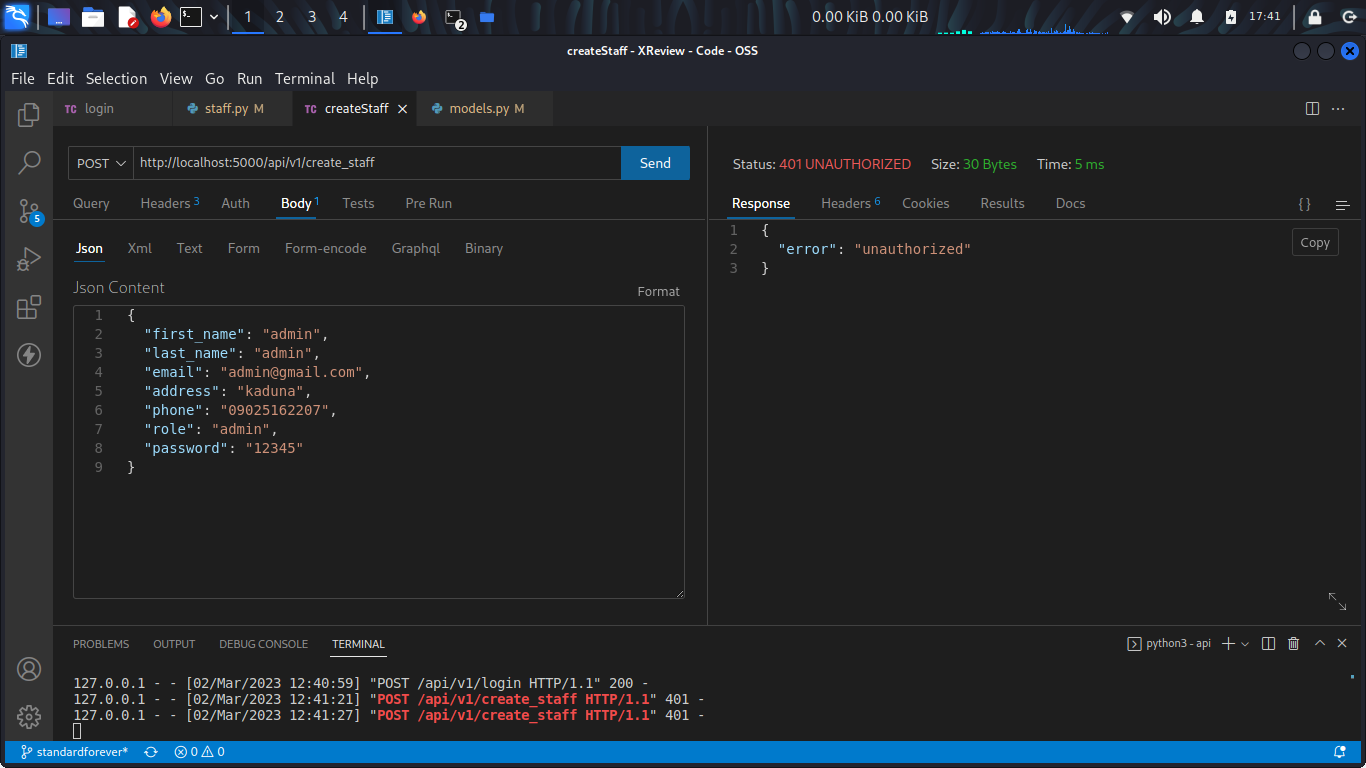 1 2 3 4 0.00 KiB 0.00 KiB 17:41
2
createStaff - XReview - Code - OSS
File Edit Selection View Go Run Terminal Help
TC login staff.py M TC createStaff models.py M
POST http://localhost:5000/api/v1/create_staff Send
Status: 401 UNAUTHORIZED Size: 30 Bytes Time: 5 ms
Query Headers 3 Auth Body 1 Tests Pre Run
Response Headers 6 Cookies Results Docs { }
5
Json Xml Text Form Form-encode Graphql Binary
1 {
2 "error": "unauthorized"
3 }
Copy
Json Content
Format
1 {
2 "first_name": "admin",
3 "last_name": "admin",
4 "email": "admin@gmail.com",
5 "address": "kaduna",
6 "phone": "09025162207",
7 "role": "admin",
8 "password": "12345"
9 }
PROBLEMS OUTPUT DEBUG CONSOLE TERMINAL python3 - api
127.0.0.1 - - [02/Mar/2023 12:40:59] "POST /api/v1/login HTTP/1.1" 200 -
127.0.0.1 - - [02/Mar/2023 12:41:21] "POST /api/v1/create_staff HTTP/1.1" 401 -
127.0.0.1 - - [02/Mar/2023 12:41:27] "POST /api/v1/create_staff HTTP/1.1" 401 -
standardforever* 0 0